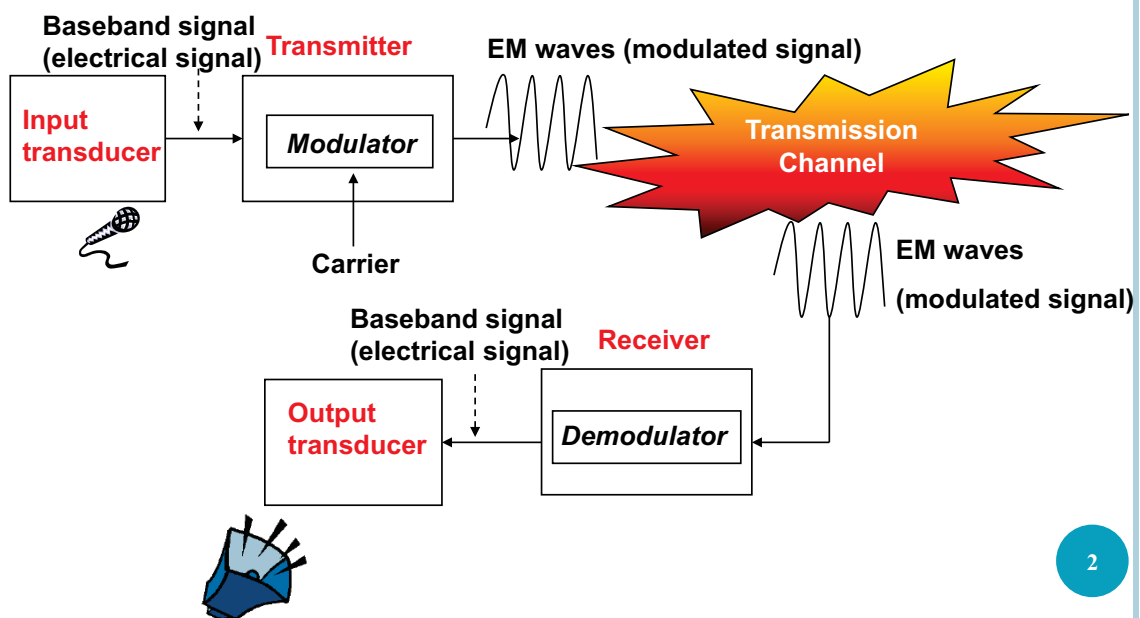 Baseband signal
(electrical signal)
Transmitter
EM waves (modulated signal)
Input
transducer
Modulator
Transmission
Channel
Carrier
EM waves
(modulated signal)
Baseband signal
(electrical signal)
Receiver
Output
transducer
Demodulator
2